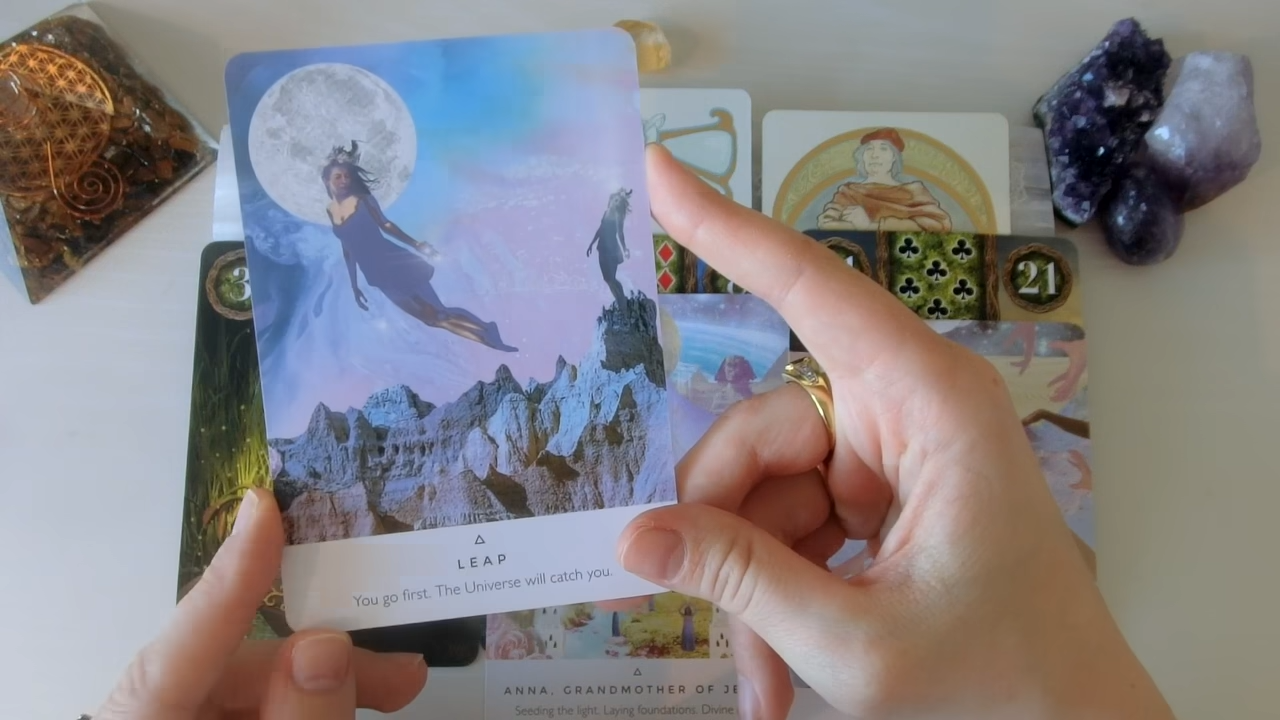 3
21
LEAP
You go first. The Universe will catch you.
ANNA, GRANDMOTHER OF JE
Seeding the light. Laying foundations. Divine